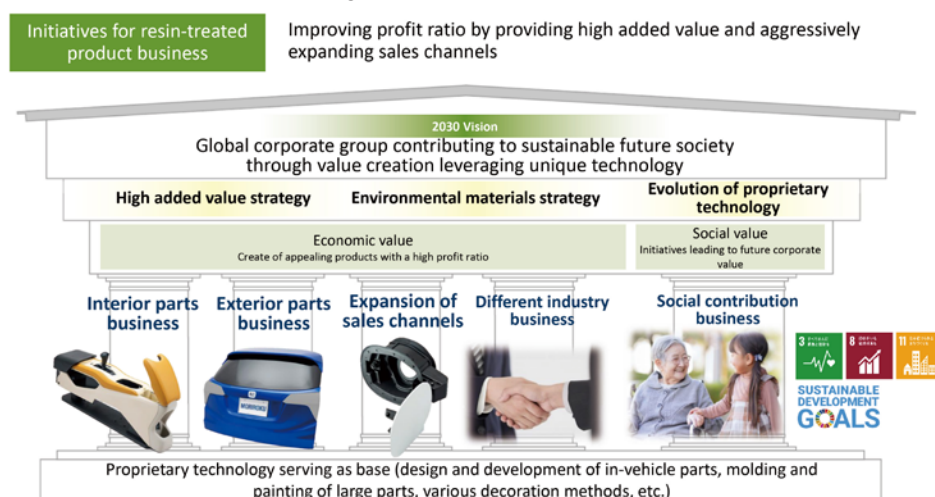 Initiatives for resin-treated
product business
Improving profit ratio by providing high added value and aggressively
expanding sales channels
2030 Vision
Global corporate group contributing to sustainable future society
through value creation leveraging unique technology
High added value strategy
Environmental materials strategy
Evolution of proprietary
technology
Economic value
Create of appealing products with a high profit ratio
Social value
Initiatives leading to future corporate
value
Interior parts
business
Exterior parts
business
Expansion of
sales channels
Different industry
business
Social contribution
business
3
8
11
SUSTAINABLE
DEVELOPMENT
GOALS
Proprietary technology serving as base (design and development of in-vehicle parts, molding and
painting of large parts, various decoration methods, etc.)